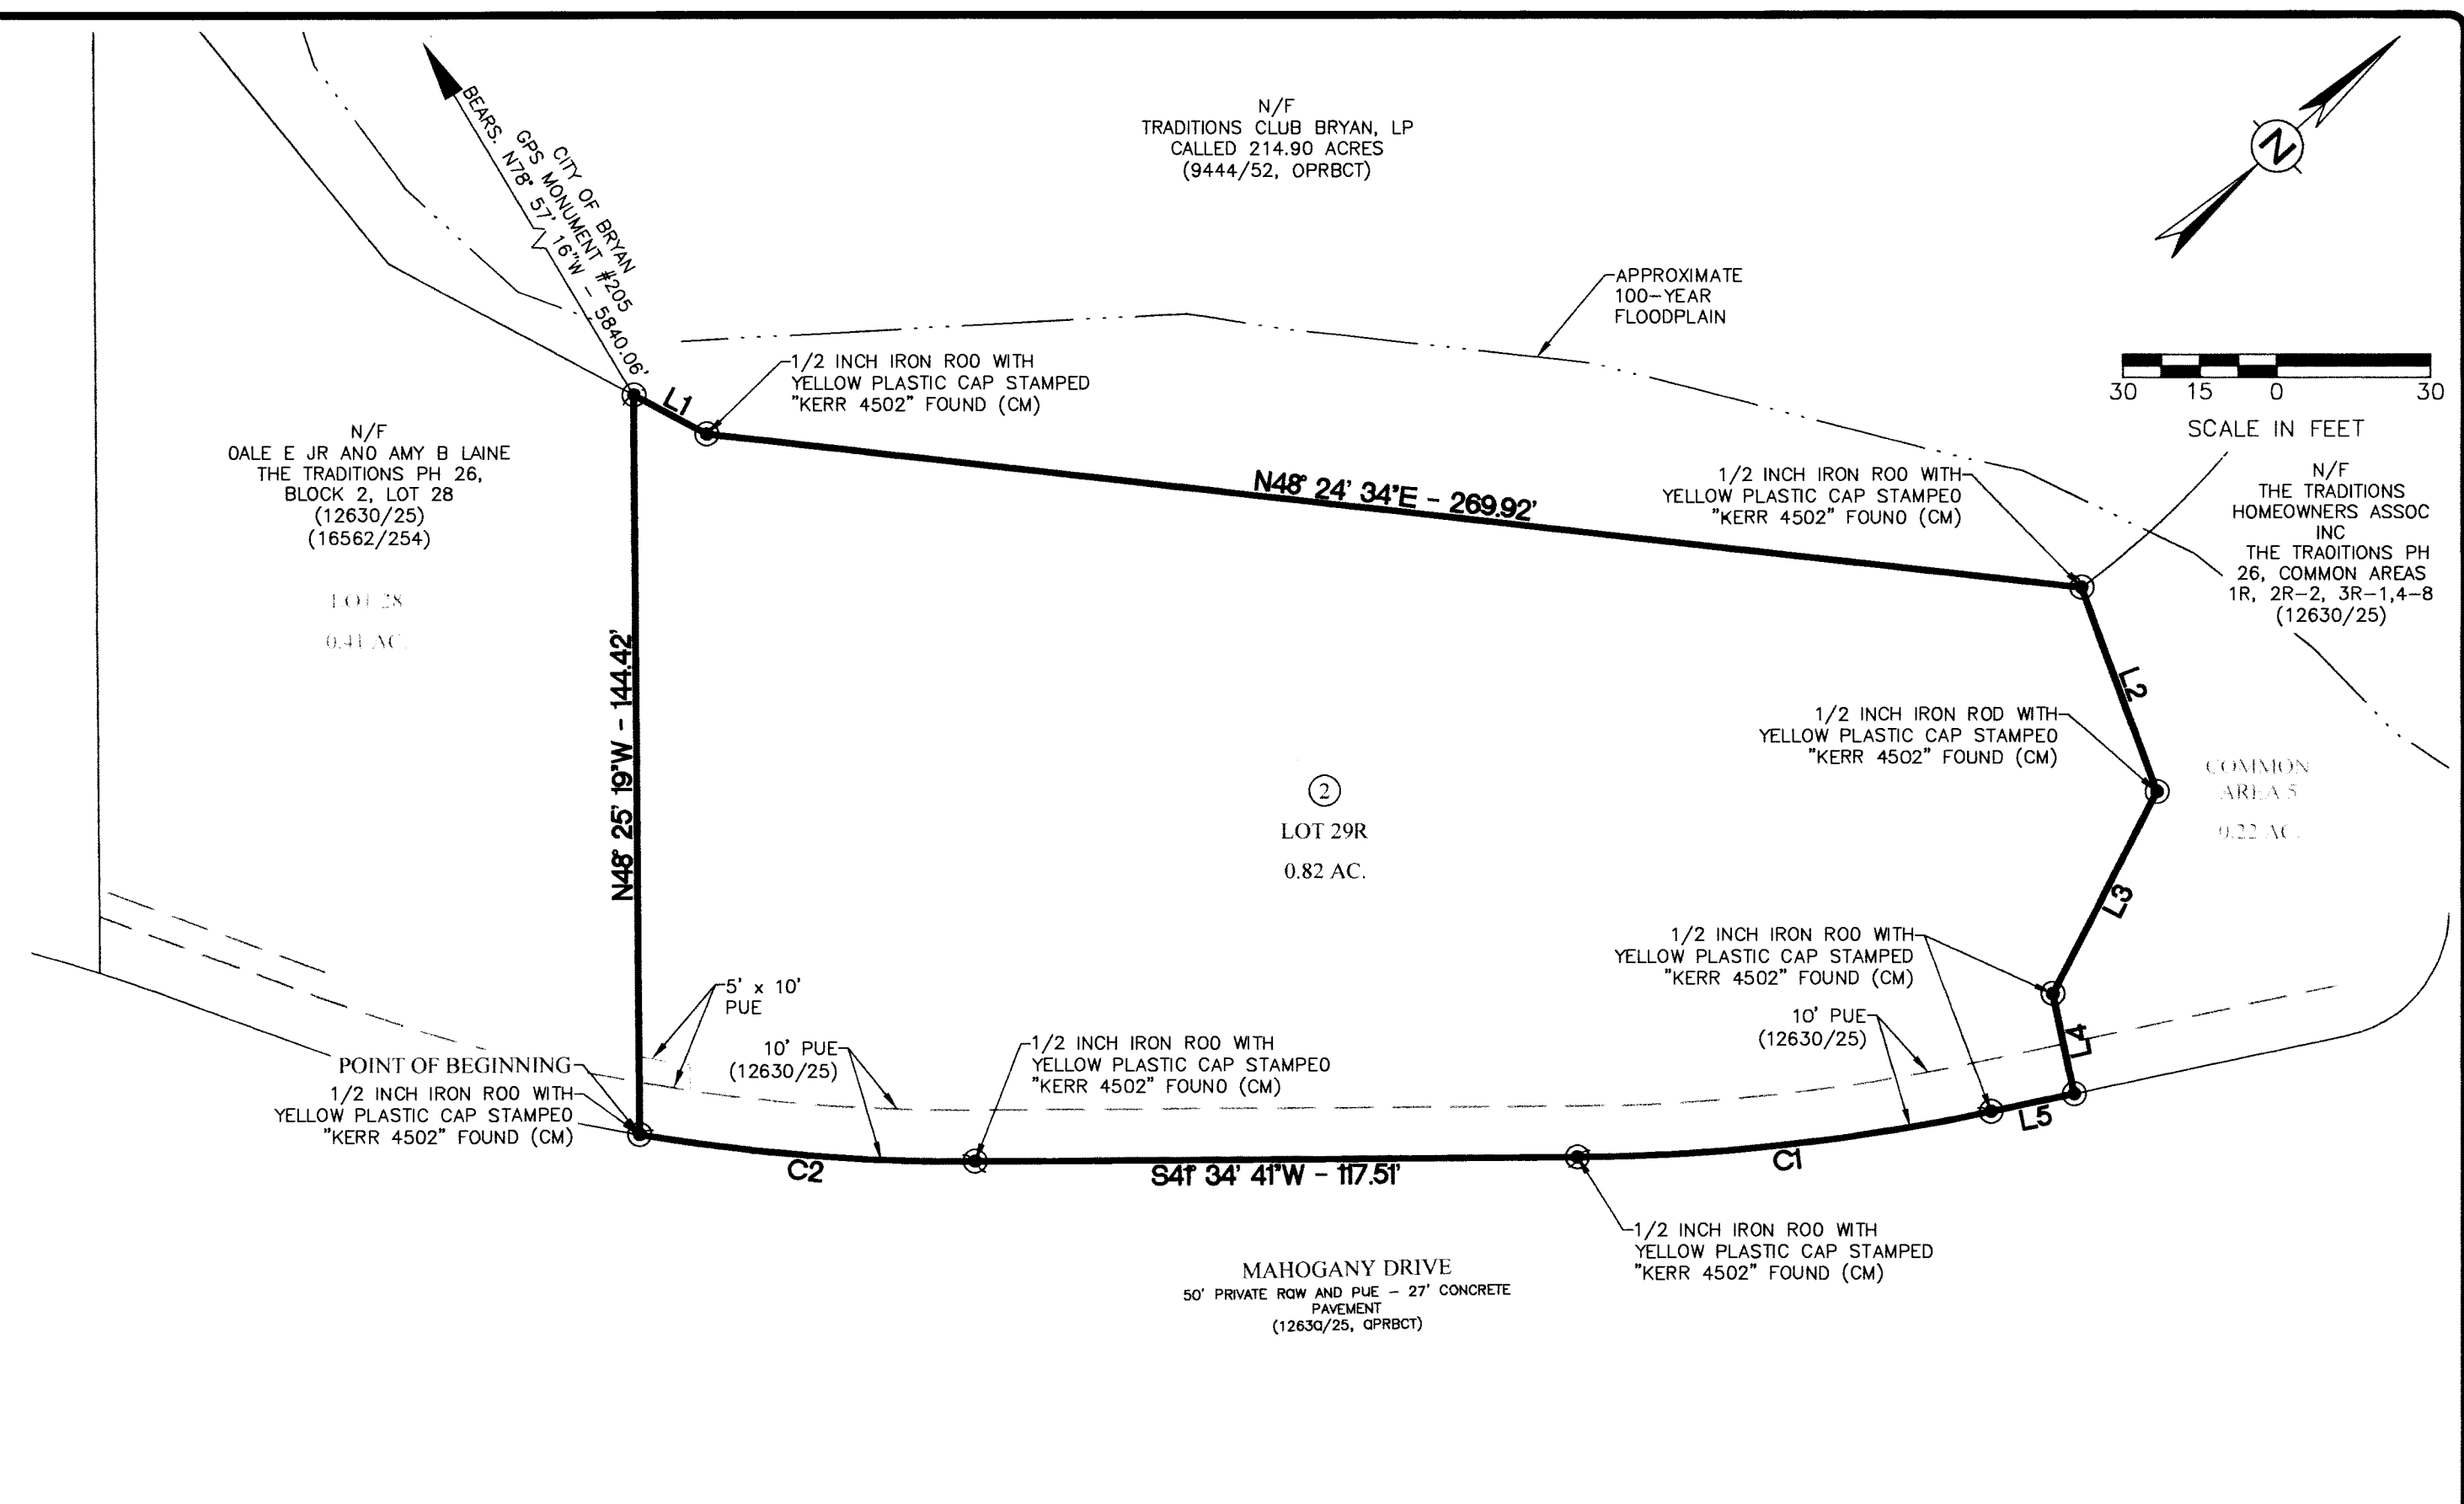 N/F
TRADITIONS CLUB BRYAN, LP
CALLED 214.90 ACRES
(9444/52, OPRBCT)
N
CITY OF BRYAN
GPS MONUMENT #205
BEARS: N78° 57' 16"W - 5840.06'
APPROXIMATE
100-YEAR
FLOODPLAIN
30 15 0 30
SCALE IN FEET
1/2 INCH IRON ROO WITH
YELLOW PLASTIC CAP STAMPED
"KERR 4502" FOUND (CM)
L1
N/F
OALE E JR ANO AMY B LAINE
THE TRADITIONS PH 26,
BLOCK 2, LOT 28
(12630/25)
(16562/254)
LOT 28
0.41 AC.
N48° 24' 34"E - 269.92'
1/2 INCH IRON ROO WITH
YELLOW PLASTIC CAP STAMPEO
"KERR 4502" FOUNO (CM)
N/F
THE TRADITIONS
HOMEOWNERS ASSOC
INC
THE TRAOITIONS PH
26, COMMON AREAS
1R, 2R-2, 3R-1,4-8
(12630/25)
L2
N48° 25' 19"W - 144.42'
1/2 INCH IRON ROD WITH
YELLOW PLASTIC CAP STAMPEO
"KERR 4502" FOUND (CM)
COMMON
AREA 5
0.22 AC.
2
LOT 29R
0.82 AC.
L3
1/2 INCH IRON ROO WITH
YELLOW PLASTIC CAP STAMPED
"KERR 4502" FOUND (CM)
10' PUE
(12630/25)
L4
L5
5' x 10'
PUE
10' PUE
(12630/25)
1/2 INCH IRON ROO WITH
YELLOW PLASTIC CAP STAMPEO
"KERR 4502" FOUNO (CM)
POINT OF BEGINNING
1/2 INCH IRON ROO WITH
YELLOW PLASTIC CAP STAMPEO
"KERR 4502" FOUND (CM)
C2
S41° 34' 41"W - 117.51'
C1
1/2 INCH IRON ROO WITH
YELLOW PLASTIC CAP STAMPED
"KERR 4502" FOUND (CM)
MAHOGANY DRIVE
50' PRIVATE ROW AND PUE - 27' CONCRETE
PAVEMENT
(12630/25, OPRBCT)